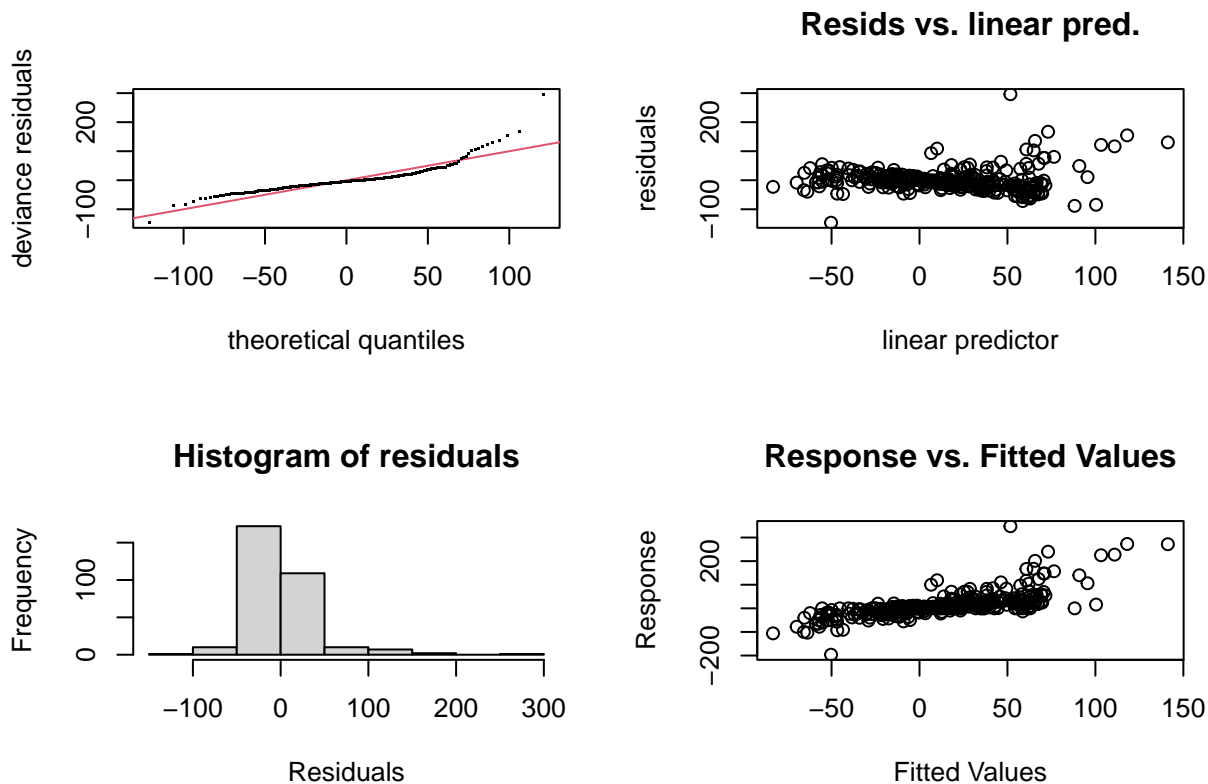 deviance residuals
−100
200
−100
−50
0
50
100
theoretical quantiles
Resids vs. linear pred.
residuals
−100
200
−50
0
50
100
150
linear predictor
Histogram of residuals
Frequency
0
100
−100
0
100
200
300
Residuals
Response vs. Fitted Values
Response
−200
200
−50
0
50
100
150
Fitted Values